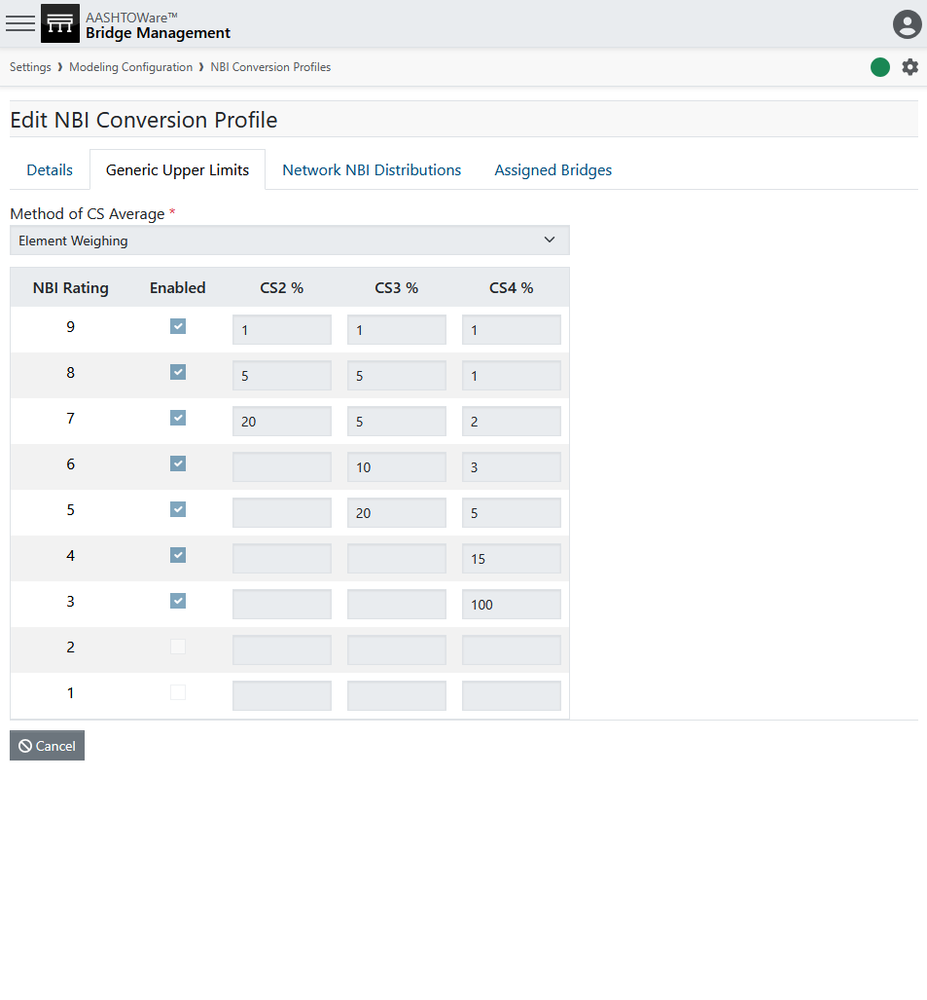 AASHTOWare™
Bridge Management
Settings ❯ Modeling Configuration ❯ NBI Conversion Profiles
Edit NBI Conversion Profile
Details Generic Upper Limits Network NBI Distributions Assigned Bridges
Method of CS Average *
Element Weighing
NBI Rating Enabled CS2 % CS3 % CS4 %
9 1 1 1
8 5 5 1
7 20 5 2
6 10 3
5 20 5
4 15
3 100
2
1
Cancel